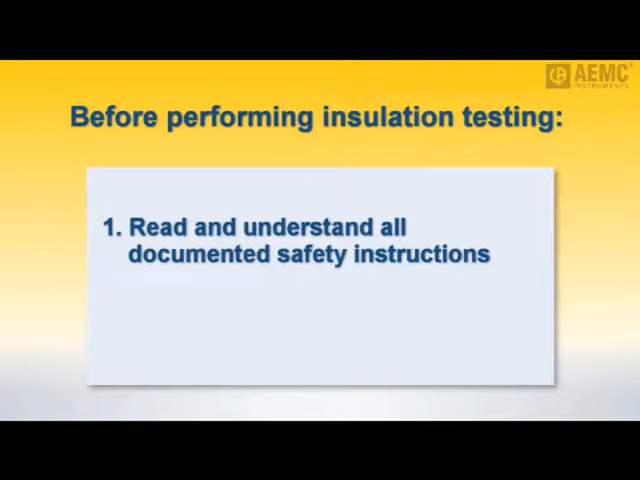 AEMC
INSTRUMENTS
Before performing insulation testing:
1. Read and understand all
documented safety instructions